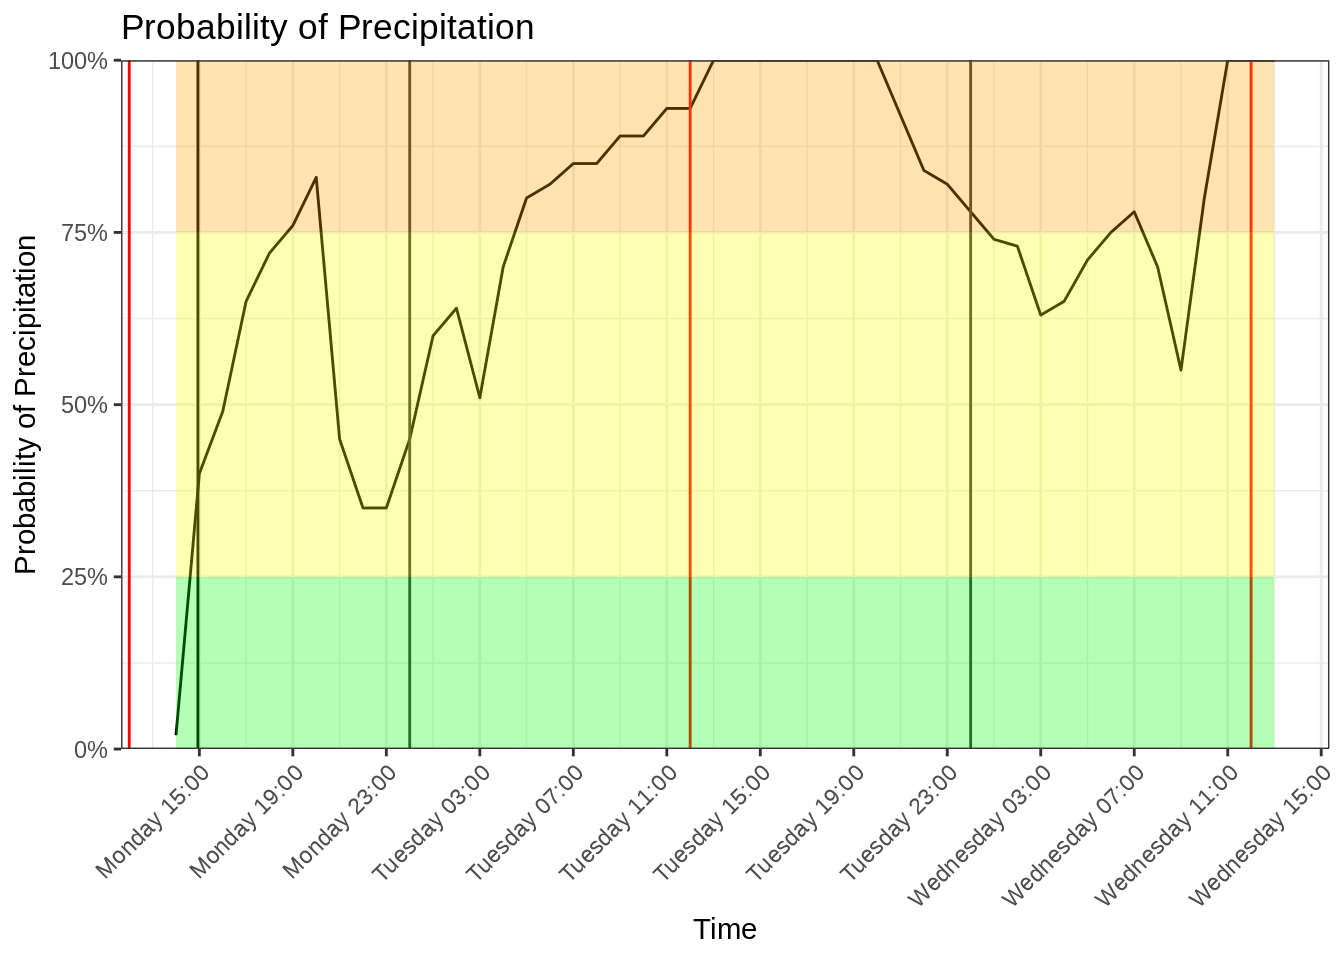 Probability of Precipitation
Probability of Precipitation
100%
75%
50%
25%
0%
Monday 15:00
Monday 19:00
Monday 23:00
Tuesday 03:00
Tuesday 07:00
Tuesday 11:00
Tuesday 15:00
Tuesday 19:00
Tuesday 23:00
Wednesday 03:00
Wednesday 07:00
Wednesday 11:00
Wednesday 15:00
Time